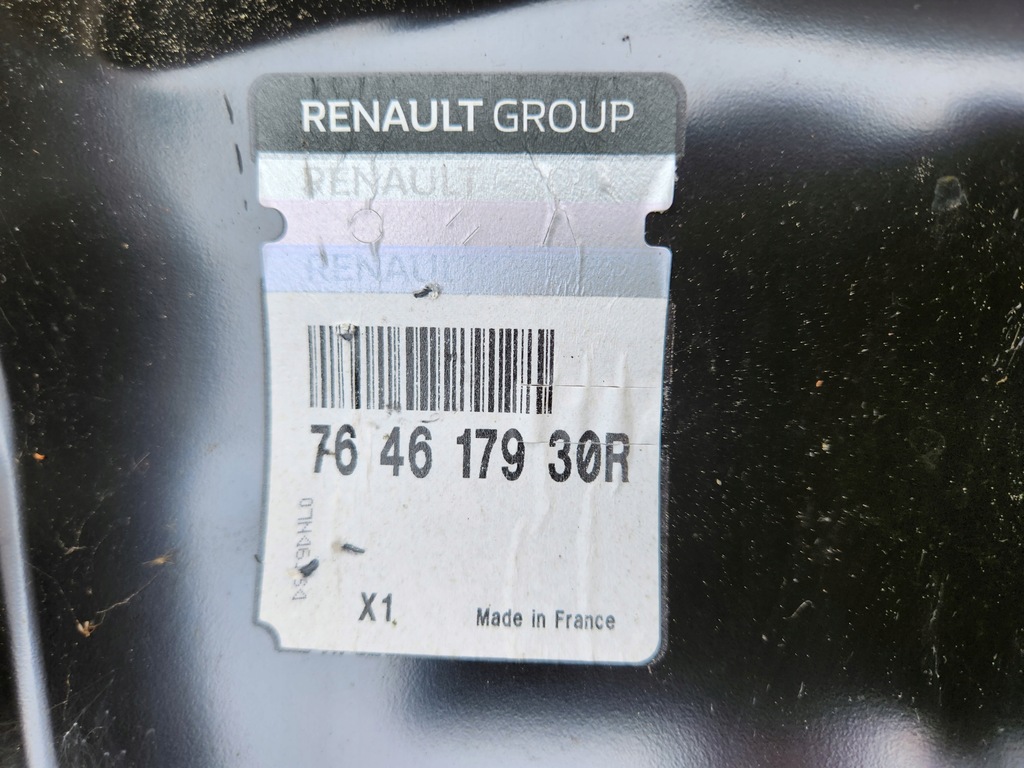 RENAULT GROUP
RENAULT
RENAULT
76 46 179 30R
X1
Made in France